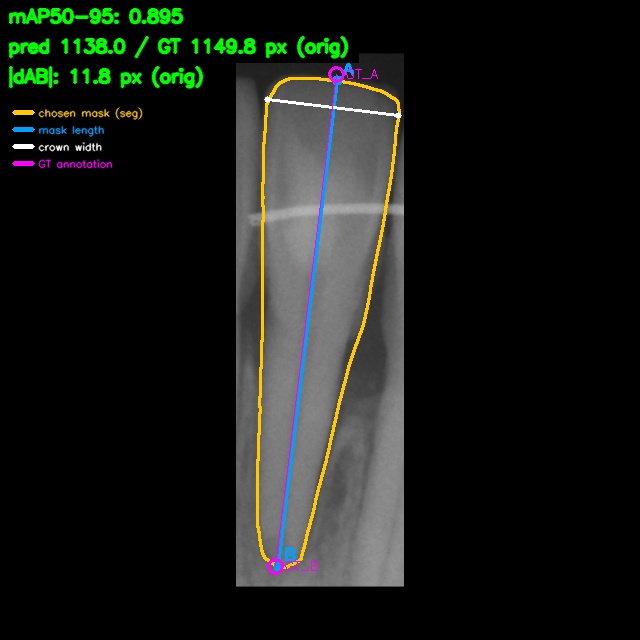 mAP50-95: 0.895
pred 1138.0 / GT 1149.8 px (orig)
|dAB|: 11.8 px (orig)
chosen mask (seg)
mask length
crown width
GT annotation
A
GT_A
B